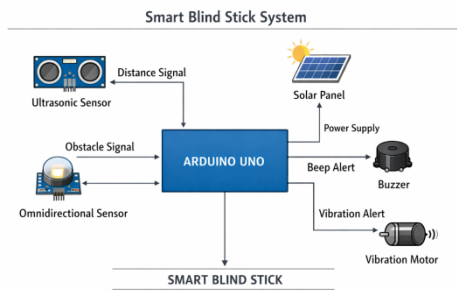 Smart Blind Stick System
Distance Signal
Ultrasonic Sensor
Solar Panel
Power Supply
Obstacle Signal
ARDUINO UNO
Beep Alert
Buzzer
Omnidirectional Sensor
Vibration Alert
Vibration Motor
SMART BLIND STICK